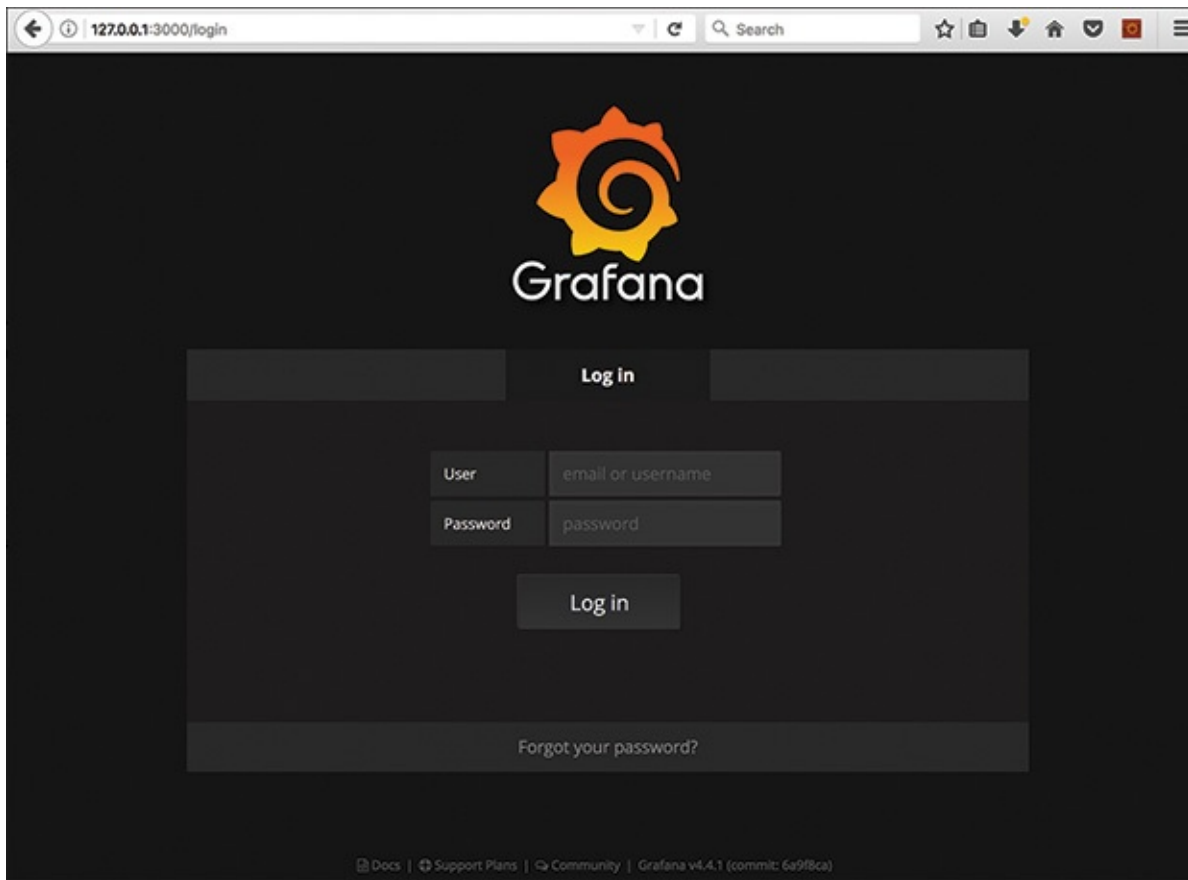 127.0.0.1:3000/login
Search
Grafana
Log in
User
email or username
Password
password
Log in
Forgot your password?
Docs | Support Plans | Community | Grafana v4.4.1 (commit: 6a9f8ca)